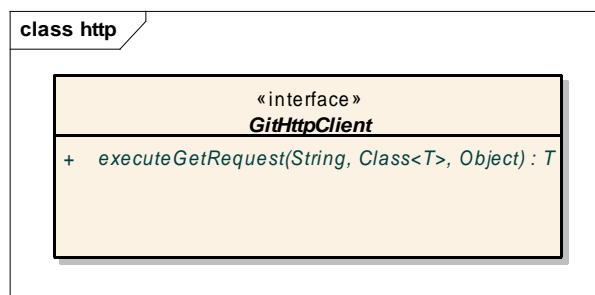 class http
«interface»
GitHttpClient
+ executeGetRequest(String, Class<T>, Object) : T